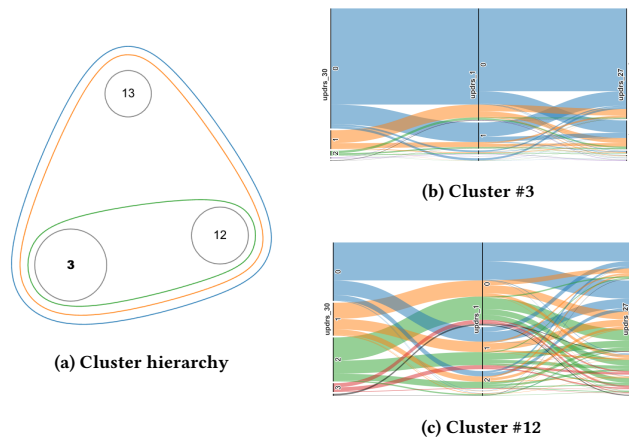 13
12
3
(a) Cluster hierarchy
updrs_30
updrs_1
updrs_27
0
1
2
0
1
(b) Cluster #3
updrs_30
updrs_1
updrs_27
0
1
2
3
0
1
2
(c) Cluster #12